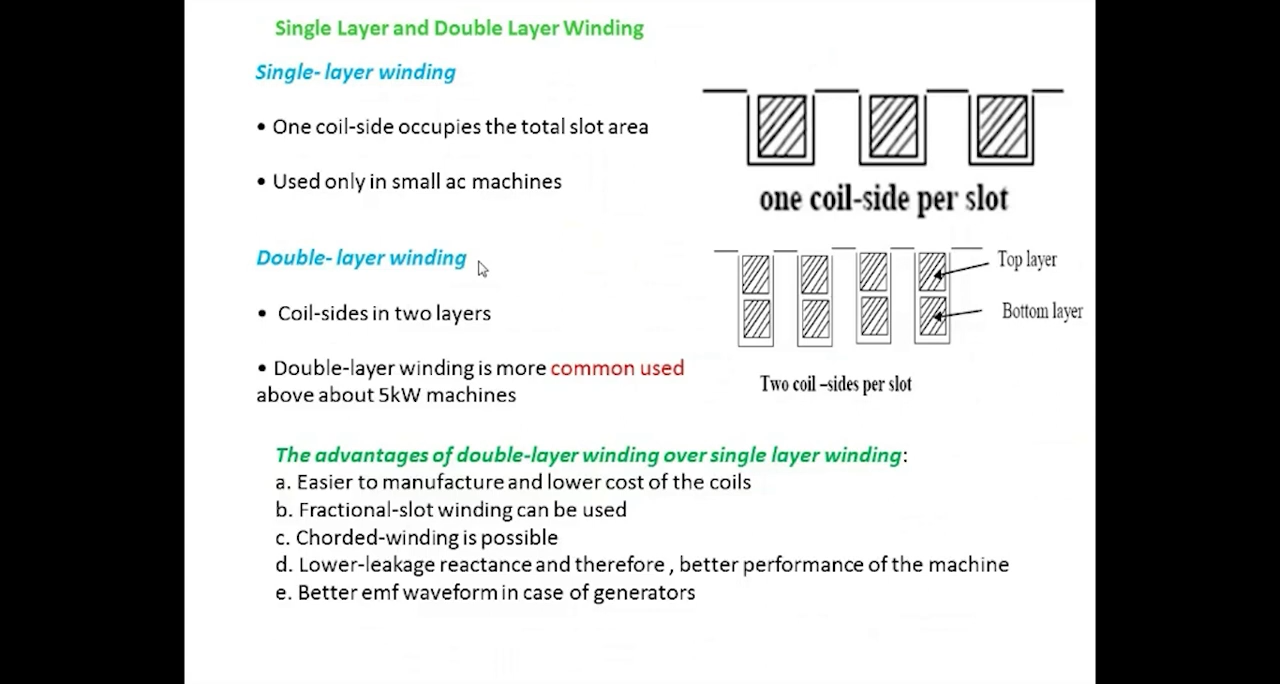 Single Layer and Double Layer Winding
Single- layer winding
• One coil-side occupies the total slot area
• Used only in small ac machines
one coil-side per slot
Double- layer winding
Top layer
Bottom layer
• Coil-sides in two layers
• Double-layer winding is more common used
above about 5kW machines
Two coil –sides per slot
The advantages of double-layer winding over single layer winding:
a. Easier to manufacture and lower cost of the coils
b. Fractional-slot winding can be used
c. Chorded-winding is possible
d. Lower-leakage reactance and therefore , better performance of the machine
e. Better emf waveform in case of generators